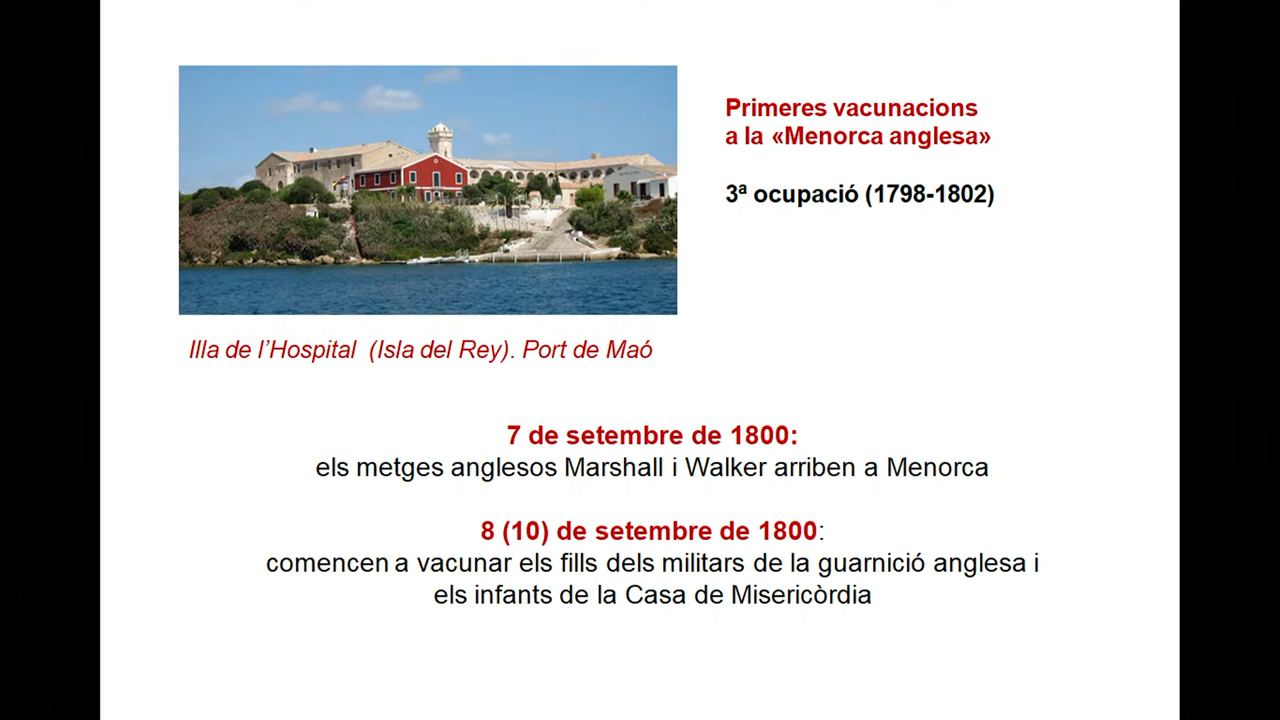 Primeres vacunacions
a la «Menorca anglesa»
3ª ocupació (1798-1802)
Illa de l’Hospital (Isla del Rey). Port de Maó
7 de setembre de 1800:
els metges anglesos Marshall i Walker arriben a Menorca
8 (10) de setembre de 1800:
comencen a vacunar els fills dels militars de la guarnició anglesa i
els infants de la Casa de Misericòrdia